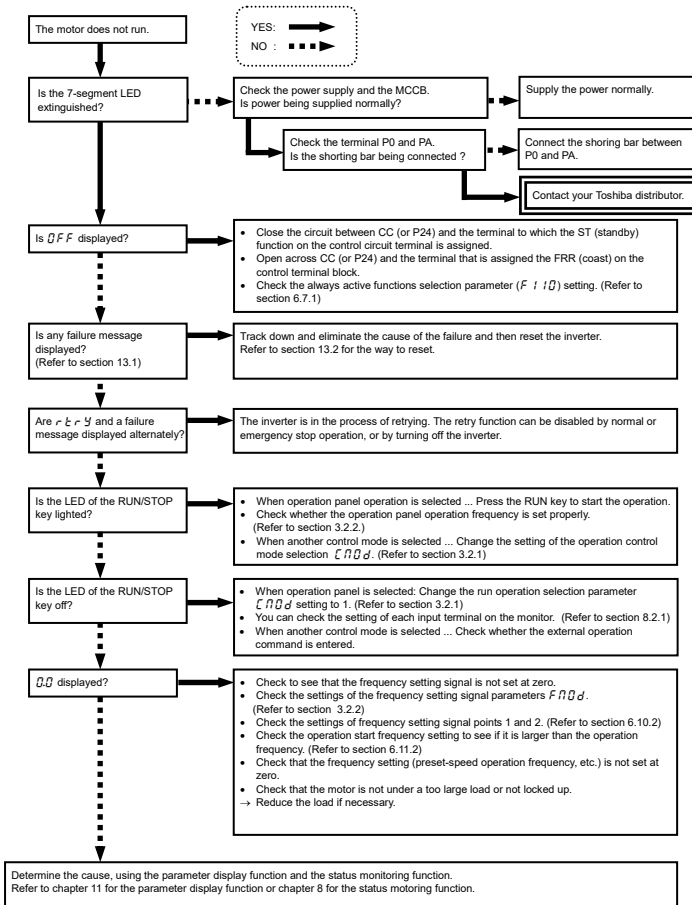 The motor does not run.
YES:
NO :
Is the 7-segment LED
extinguished?
Check the power supply and the MCCB.
Is power being supplied normally?
Supply the power normally.
Check the terminal P0 and PA.
Is the shorting bar being connected ?
Connect the shoring bar between
P0 and PA.
Contact your Toshiba distributor.
Is OFF displayed?
• Close the circuit between CC (or P24) and the terminal to which the ST (standby)
function on the control circuit terminal is assigned.
• Open across CC (or P24) and the terminal that is assigned the FRR (coast) on the
control terminal block.
• Check the always active functions selection parameter (F110) setting. (Refer to
section 6.7.1)
Is any failure message
displayed?
(Refer to section 13.1)
Track down and eliminate the cause of the failure and then reset the inverter.
Refer to section 13.2 for the way to reset.
Are rtry and a failure
message displayed alternately?
The inverter is in the process of retrying. The retry function can be disabled by normal or
emergency stop operation, or by turning off the inverter.
Is the LED of the RUN/STOP
key lighted?
• When operation panel operation is selected ... Press the RUN key to start the operation.
• Check whether the operation panel operation frequency is set properly.
(Refer to section 3.2.2.)
• When another control mode is selected ... Change the setting of the operation control
mode selection CMOd. (Refer to section 3.2.1)
Is the LED of the RUN/STOP
key off?
• When operation panel is selected: Change the run operation selection parameter
CMOd setting to 1. (Refer to section 3.2.1)
• You can check the setting of each input terminal on the monitor. (Refer to section 8.2.1)
• When another control mode is selected ... Check whether the external operation
command is entered.
0.0 displayed?
• Check to see that the frequency setting signal is not set at zero.
• Check the settings of the frequency setting signal parameters FMOd.
(Refer to section 3.2.2)
• Check the settings of frequency setting signal points 1 and 2. (Refer to section 6.10.2)
• Check the operation start frequency setting to see if it is larger than the operation
frequency. (Refer to section 6.11.2)
• Check that the frequency setting (preset-speed operation frequency, etc.) is not set at
zero.
• Check that the motor is not under a too large load or not locked up.
→ Reduce the load if necessary.
Determine the cause, using the parameter display function and the status monitoring function.
Refer to chapter 11 for the parameter display function or chapter 8 for the status motoring function.